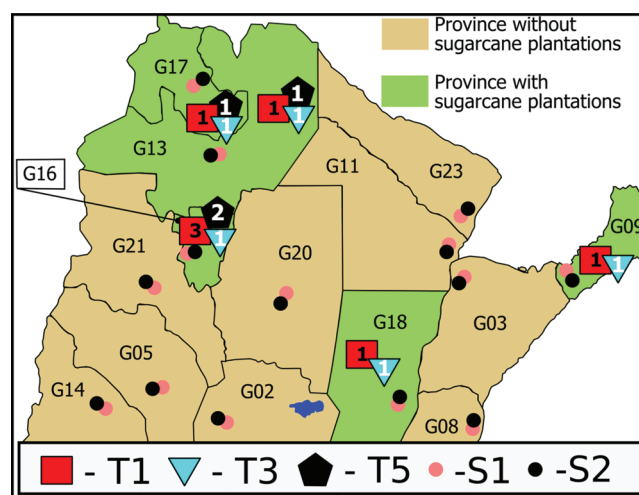 Province without
sugarcane plantations
Province with
sugarcane plantations
G17
1
1
1
1
1
1
G13
G11
G23
G16
2
3
1
G09
1
1
G21
G20
G18
G03
1
1
G05
G14
G02
G08
- T1 - T3 - T5 -S1 -S2